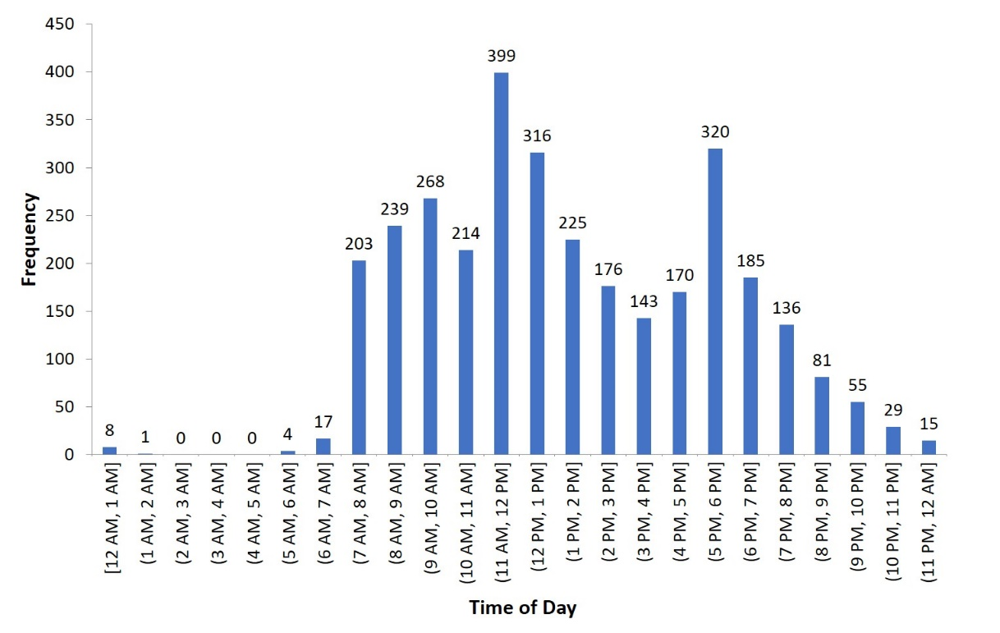 450
400
350
300
250
200
150
100
50
0
Frequency
8
1
0
0
0
4
17
203
239
268
214
399
316
225
176
143
170
320
185
136
81
55
29
15
[12 AM, 1 AM]
(1 AM, 2 AM]
(2 AM, 3 AM]
(3 AM, 4 AM]
(4 AM, 5 AM]
(5 AM, 6 AM]
(6 AM, 7 AM]
(7 AM, 8 AM]
(8 AM, 9 AM]
(9 AM, 10 AM]
(10 AM, 11 AM]
(11 AM, 12 PM]
(12 PM, 1 PM]
(1 PM, 2 PM]
(2 PM, 3 PM]
(3 PM, 4 PM]
(4 PM, 5 PM]
(5 PM, 6 PM]
(6 PM, 7 PM]
(7 PM, 8 PM]
(8 PM, 9 PM]
(9 PM, 10 PM]
(10 PM, 11 PM]
(11 PM, 12 AM]
Time of Day